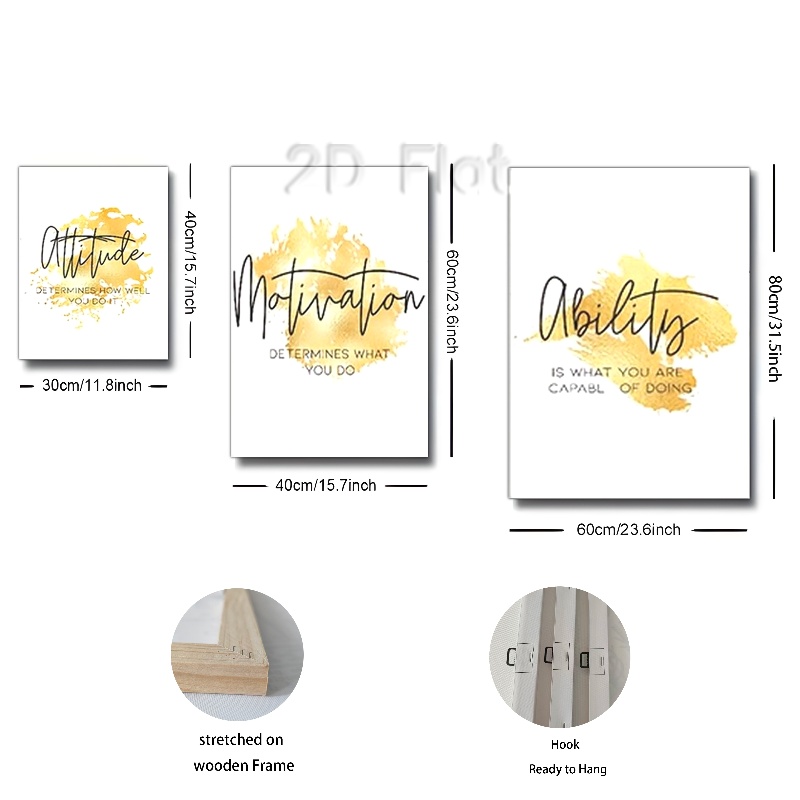 2D Flat
Attitude
DETERMINES HOW WELL
YOU DO IT
40cm/15.7inch
30cm/11.8inch
Motivation
DETERMINES WHAT
YOU DO
60cm/23.6inch
40cm/15.7inch
Ability
IS WHAT YOU ARE
CAPABL OF DOING
80cm/31.5inch
60cm/23.6inch
stretched on
wooden Frame
Hook
Ready to Hang